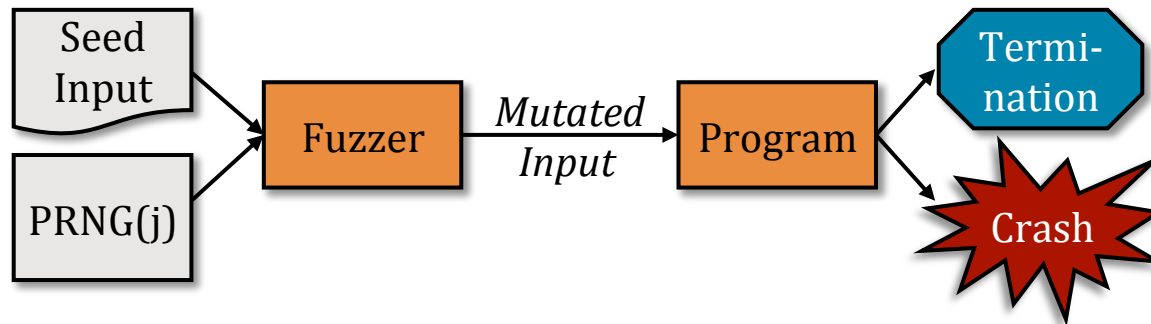 Seed
Input
PRNG(j)
Fuzzer
Mutated
Input
Program
Termi-
nation
Crash